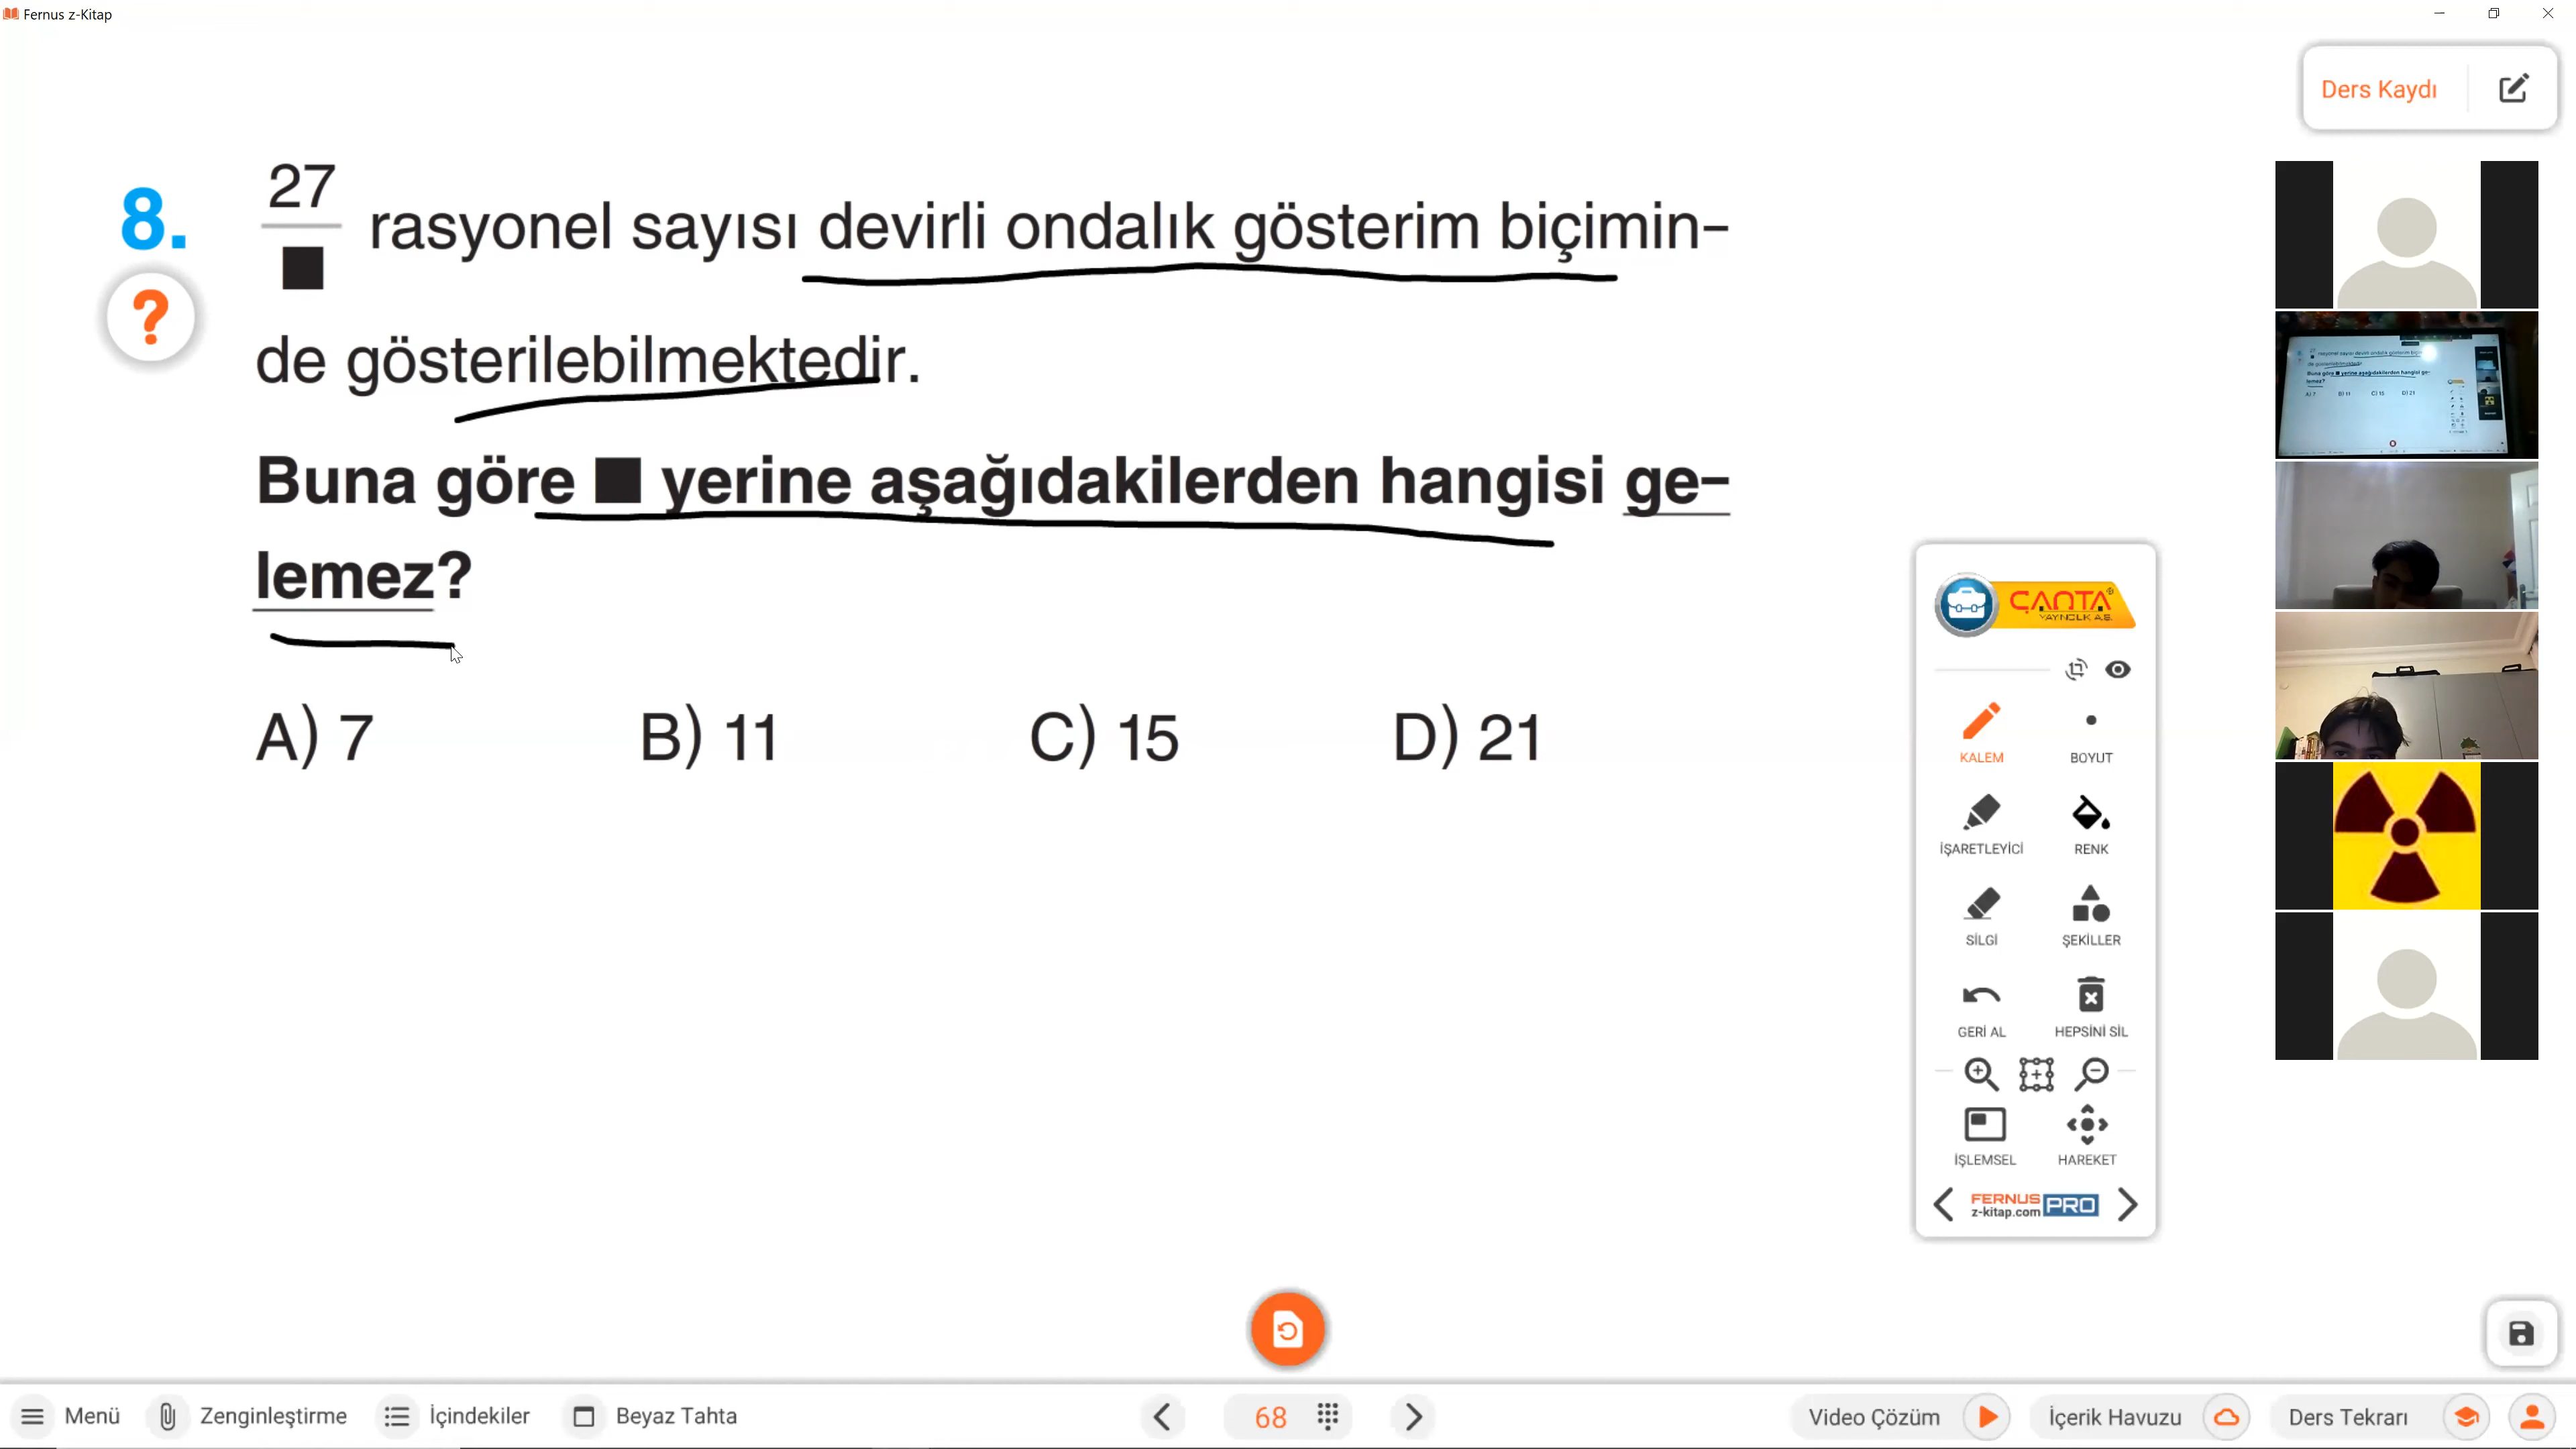 Fernus z-Kitap
Ders Kaydı
8.
27
■ rasyonel sayısı devirli ondalık gösterim biçimin-
de gösterilebilmektedir.
Buna göre ■ yerine aşağıdakilerden hangisi ge-
lemez?
A) 7 B) 11 C) 15 D) 21
?
ÇANTA
YAYINCILIK A.Ş.
KALEM BOYUT
İŞARETLEYİCİ RENK
SİLGİ ŞEKİLLER
GERİ AL HEPSİNİ SİL
İŞLEMSEL HAREKET
FERNUS
z-kitap.com PRO
Menü Zenginleştirme İçindekiler Beyaz Tahta 68 Video Çözüm İçerik Havuzu Ders Tekrarı